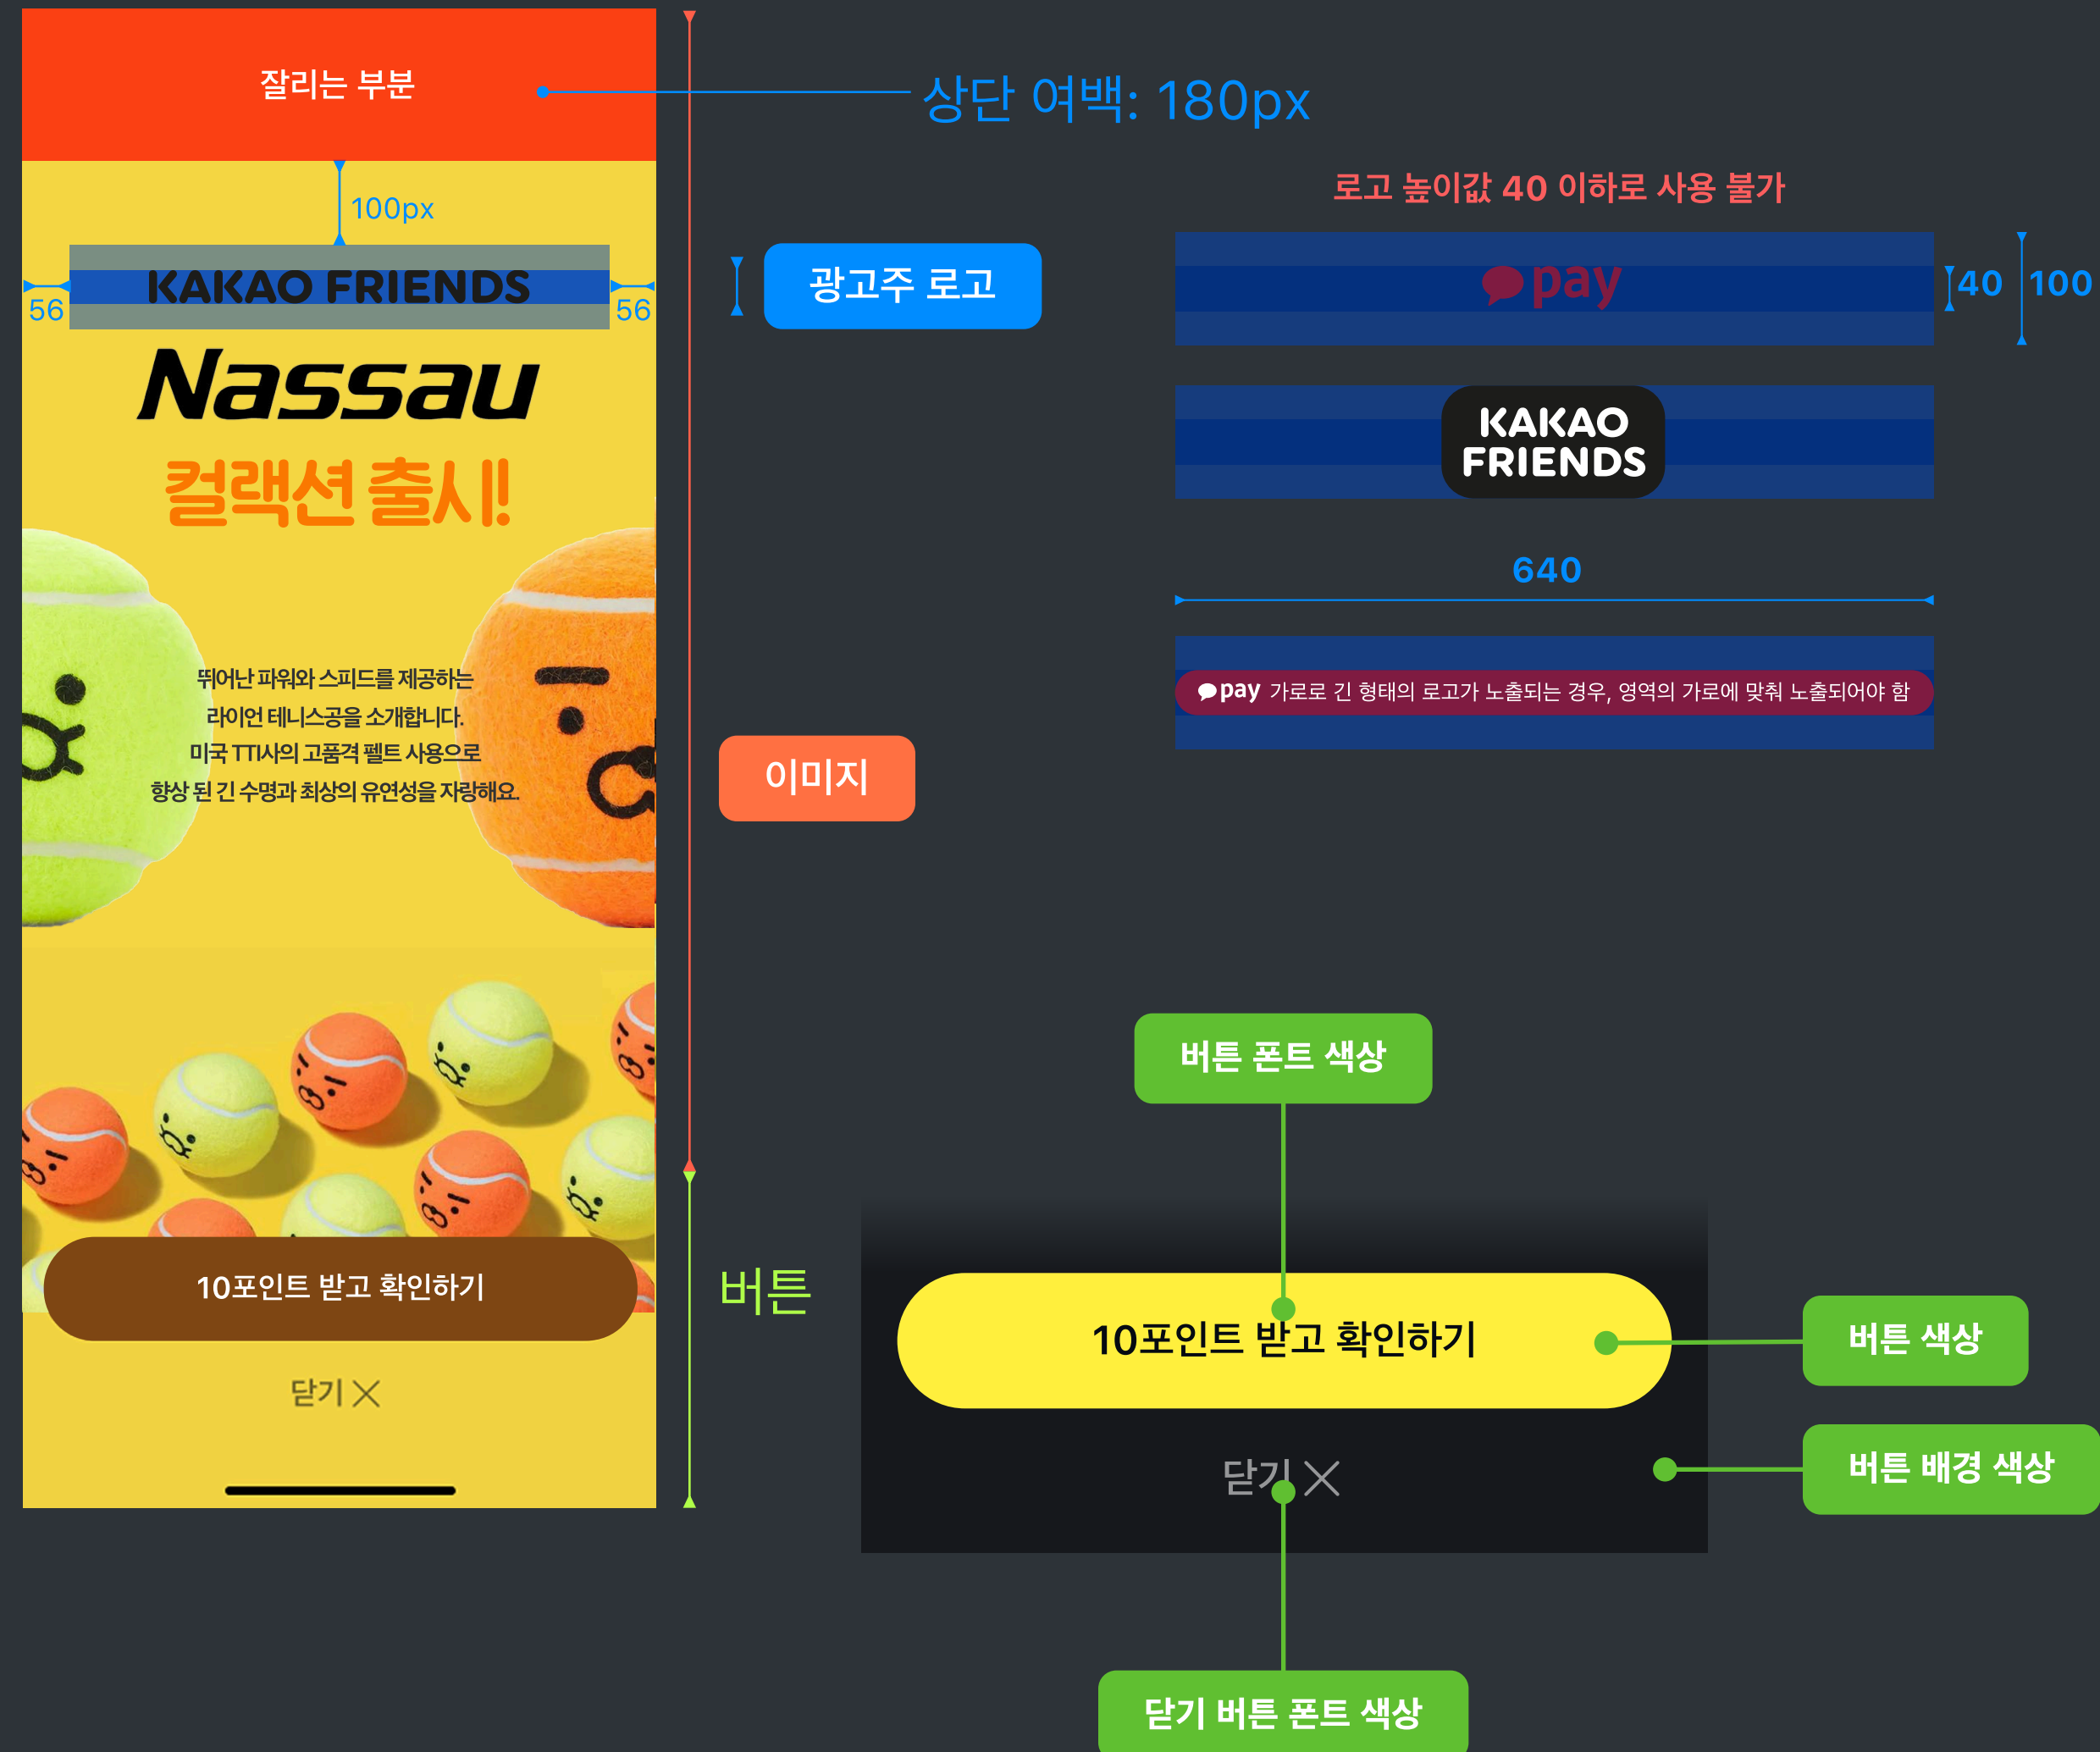 잘리는 부분
상단 여백: 180px
100px
KAKAO FRIENDS
56
56
광고주 로고
Nassau
컬랙션 출시!
뛰어난 파워와 스피드를 제공하는
라이언 테니스공을 소개합니다.
미국 TTI사의 고품격 펠트 사용으로
향상 된 긴 수명과 최상의 유연성을 자랑해요.
이미지
10포인트 받고 확인하기
닫기
버튼
로고 높이값 40 이하로 사용 불가
pay
40
100
KAKAO
FRIENDS
640
pay 가로로 긴 형태의 로고가 노출되는 경우, 영역의 가로에 맞춰 노출되어야 함
버튼 폰트 색상
10포인트 받고 확인하기
버튼 색상
닫기
버튼 배경 색상
닫기 버튼 폰트 색상